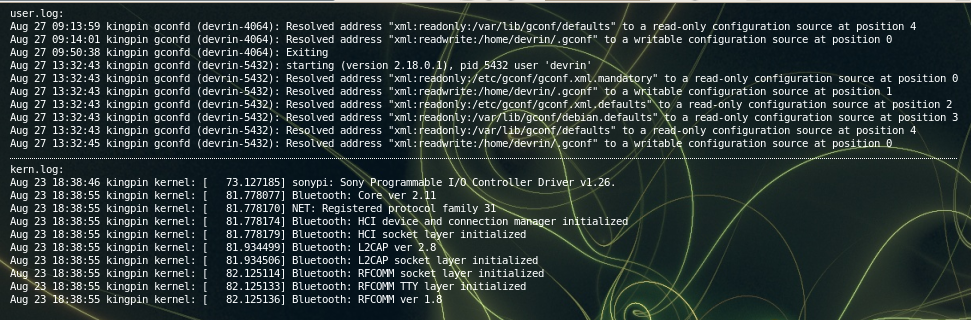 user.log:
Aug 27 09:13:59 kingpin gconfd (devrin-4064): Resolved address "xml:readonly:/var/lib/gconf/defaults" to a read-only configuration source at position 4
Aug 27 09:14:01 kingpin gconfd (devrin-4064): Resolved address "xml:readwrite:/home/devrin/.gconf" to a writable configuration source at position 0
Aug 27 09:50:38 kingpin gconfd (devrin-4064): Exiting
Aug 27 13:32:43 kingpin gconfd (devrin-5432): starting (version 2.18.0.1), pid 5432 user 'devrin'
Aug 27 13:32:43 kingpin gconfd (devrin-5432): Resolved address "xml:readonly:/etc/gconf/gconf.xml.mandatory" to a read-only configuration source at position 0
Aug 27 13:32:43 kingpin gconfd (devrin-5432): Resolved address "xml:readwrite:/home/devrin/.gconf" to a writable configuration source at position 1
Aug 27 13:32:43 kingpin gconfd (devrin-5432): Resolved address "xml:readonly:/etc/gconf/gconf.xml.defaults" to a read-only configuration source at position 2
Aug 27 13:32:43 kingpin gconfd (devrin-5432): Resolved address "xml:readonly:/var/lib/gconf/debian.defaults" to a read-only configuration source at position 3
Aug 27 13:32:43 kingpin gconfd (devrin-5432): Resolved address "xml:readonly:/var/lib/gconf/defaults" to a read-only configuration source at position 4
Aug 27 13:32:45 kingpin gconfd (devrin-5432): Resolved address "xml:readwrite:/home/devrin/.gconf" to a writable configuration source at position 0
kern.log:
Aug 23 18:38:46 kingpin kernel: [   73.127185] sonypi: Sony Programmable I/O Controller Driver v1.26.
Aug 23 18:38:55 kingpin kernel: [   81.778077] Bluetooth: Core ver 2.11
Aug 23 18:38:55 kingpin kernel: [   81.778170] NET: Registered protocol family 31
Aug 23 18:38:55 kingpin kernel: [   81.778174] Bluetooth: HCI device and connection manager initialized
Aug 23 18:38:55 kingpin kernel: [   81.778179] Bluetooth: HCI socket layer initialized
Aug 23 18:38:55 kingpin kernel: [   81.934499] Bluetooth: L2CAP ver 2.8
Aug 23 18:38:55 kingpin kernel: [   81.934506] Bluetooth: L2CAP socket layer initialized
Aug 23 18:38:55 kingpin kernel: [   82.125114] Bluetooth: RFCOMM socket layer initialized
Aug 23 18:38:55 kingpin kernel: [   82.125133] Bluetooth: RFCOMM TTY layer initialized
Aug 23 18:38:55 kingpin kernel: [   82.125136] Bluetooth: RFCOMM ver 1.8